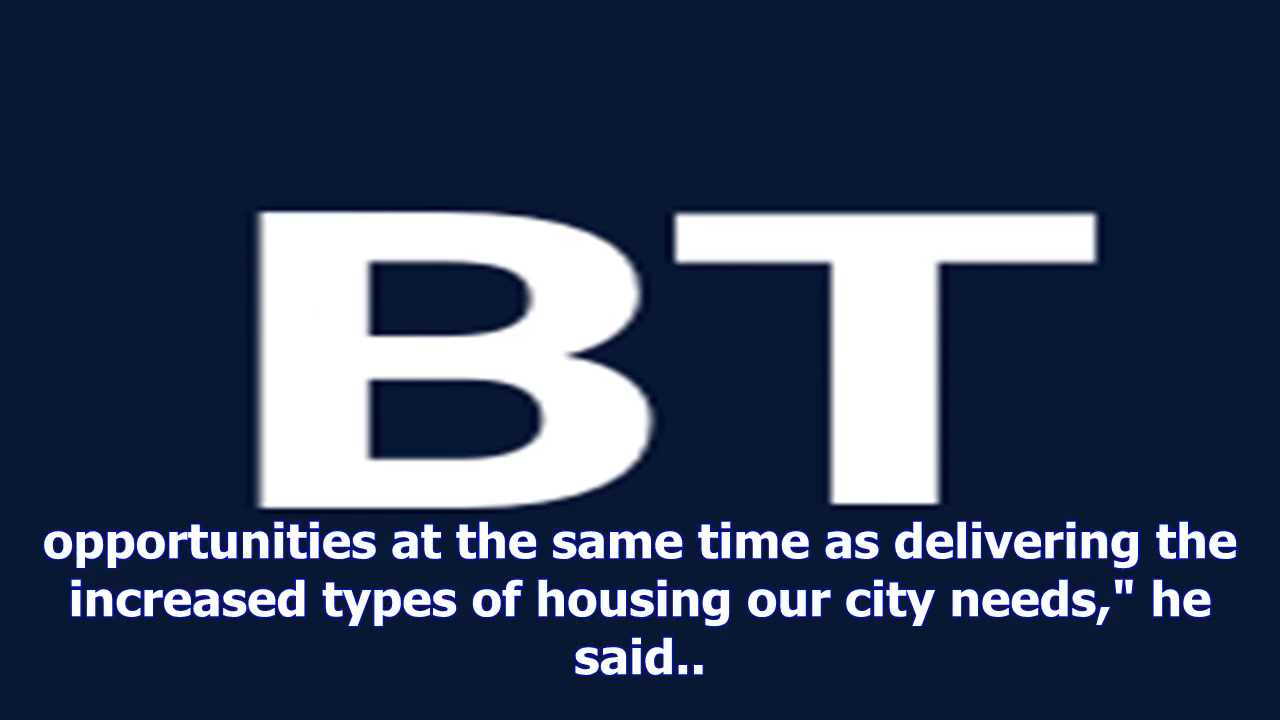 BT
opportunities at the same time as delivering the
increased types of housing our city needs," he
said..